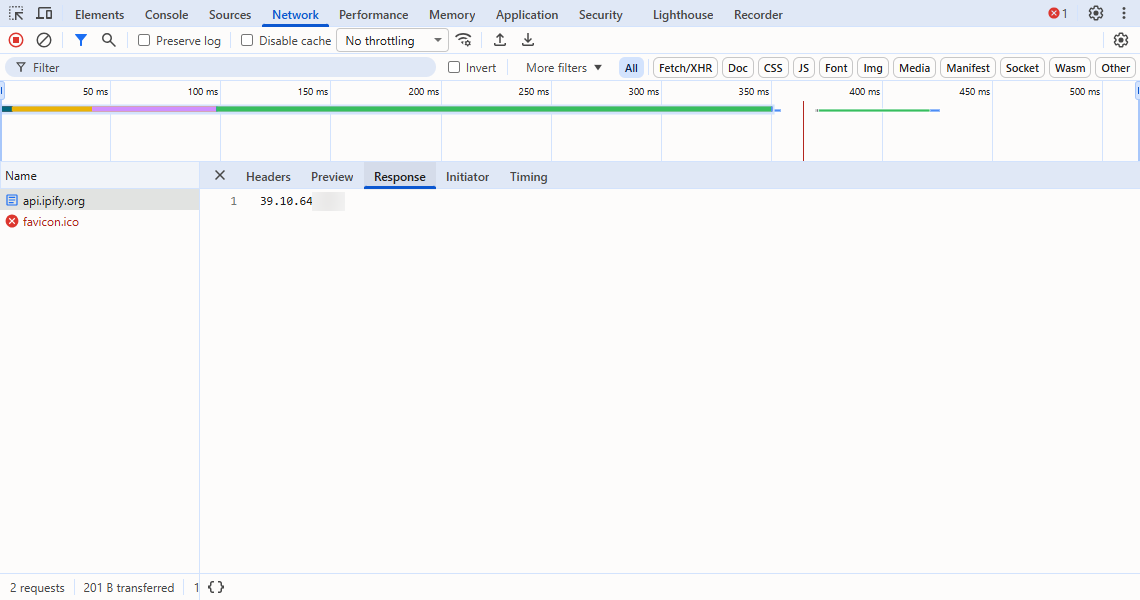 Elements Console Sources Network Performance Memory Application Security Lighthouse Recorder 1
Preserve log Disable cache No throttling
Filter Invert More filters All Fetch/XHR Doc CSS JS Font Img Media Manifest Socket Wasm Other
50 ms 100 ms 150 ms 200 ms 250 ms 300 ms 350 ms 400 ms 450 ms 500 ms
Name Headers Preview Response Initiator Timing
api.ipify.org 1 39.10.64
favicon.ico
2 requests 201 B transferred 1 {}